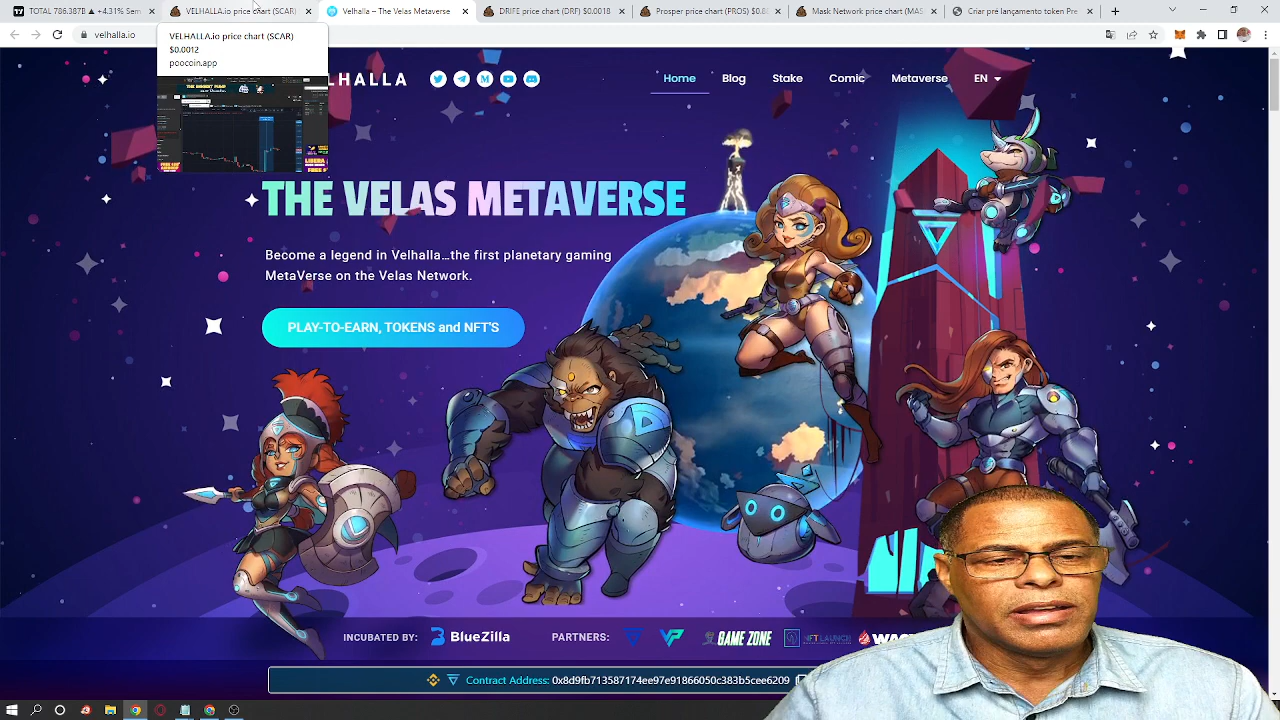 TOTAL 786.387B ▲ +4.31% Sem
VELHALLA.io price chart (SCAR)
Velhalla – The Velas Metaverse
DRIFE price chart (DRF) $0.0018
Prosper price chart (PROS) $0.8
Mask Network price chart (MAS
Criar pré lançamento token Pre
velhalla.io
VELHALLA.io price chart (SCAR)
$0.0012
poocoin.app
LHALLA
Home
Blog
Stake
Comic
Metaverse
EN
THE VELAS METAVERSE
Become a legend in Velhalla…the first planetary gaming
MetaVerse on the Velas Network.
PLAY-TO-EARN, TOKENS and NFT'S
INCUBATED BY:
BlueZilla
PARTNERS:
VP
GAME ZONE
NFTLAUNCH
Contract Address: 0x8d9fb713587174ee97e91866050c383b5cee6209